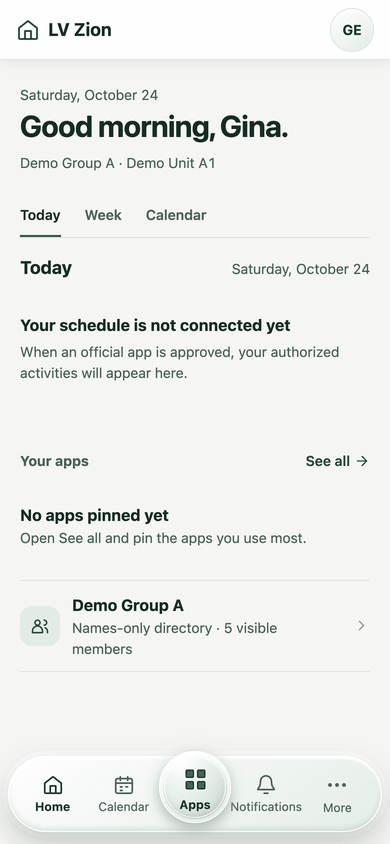 LV Zion
GE
Saturday, October 24
Good morning, Gina.
Demo Group A · Demo Unit A1
Today
Week
Calendar
Today
Saturday, October 24
Your schedule is not connected yet
When an official app is approved, your authorized
activities will appear here.
Your apps
See all →
No apps pinned yet
Open See all and pin the apps you use most.
Demo Group A
Names-only directory · 5 visible
members
Home
Calendar
Apps
Notifications
More